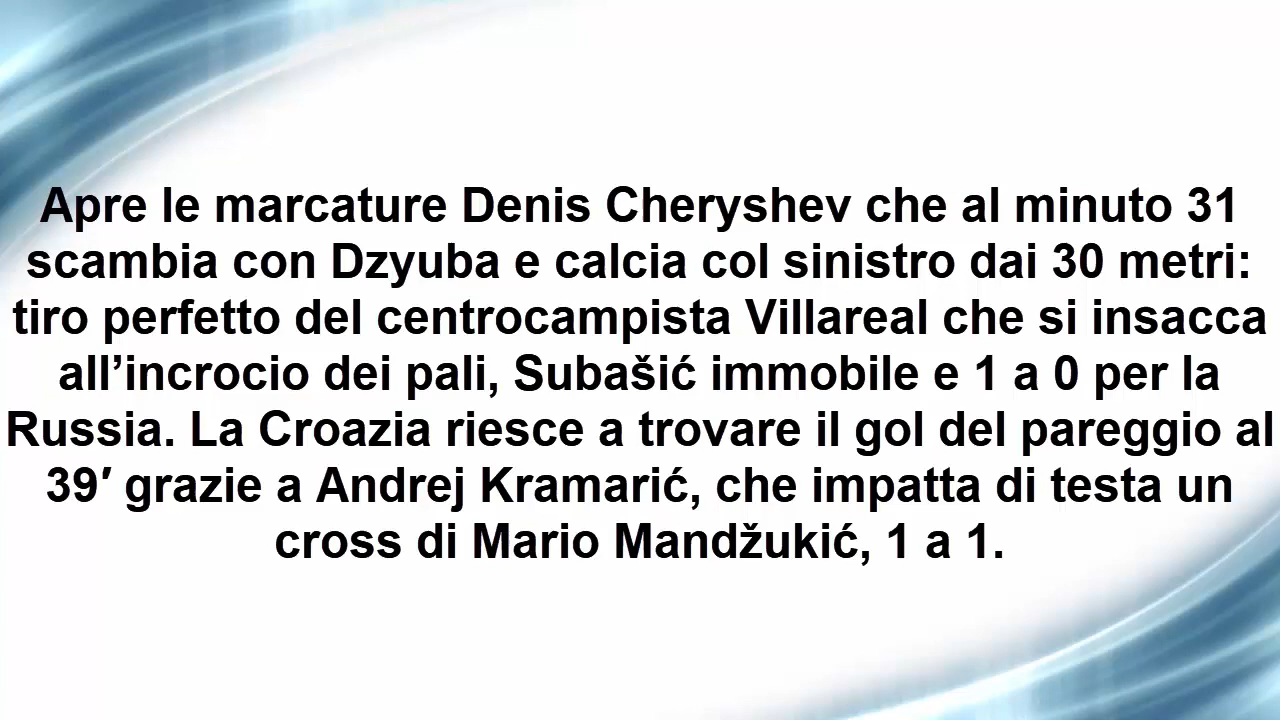 Apre le marcature Denis Cheryshev che al minuto 31
scambia con Dzyuba e calcia col sinistro dai 30 metri:
tiro perfetto del centrocampista Villareal che si insacca
all’incrocio dei pali, Subašić immobile e 1 a 0 per la
Russia. La Croazia riesce a trovare il gol del pareggio al
39′ grazie a Andrej Kramarić, che impatta di testa un
cross di Mario Mandžukić, 1 a 1.